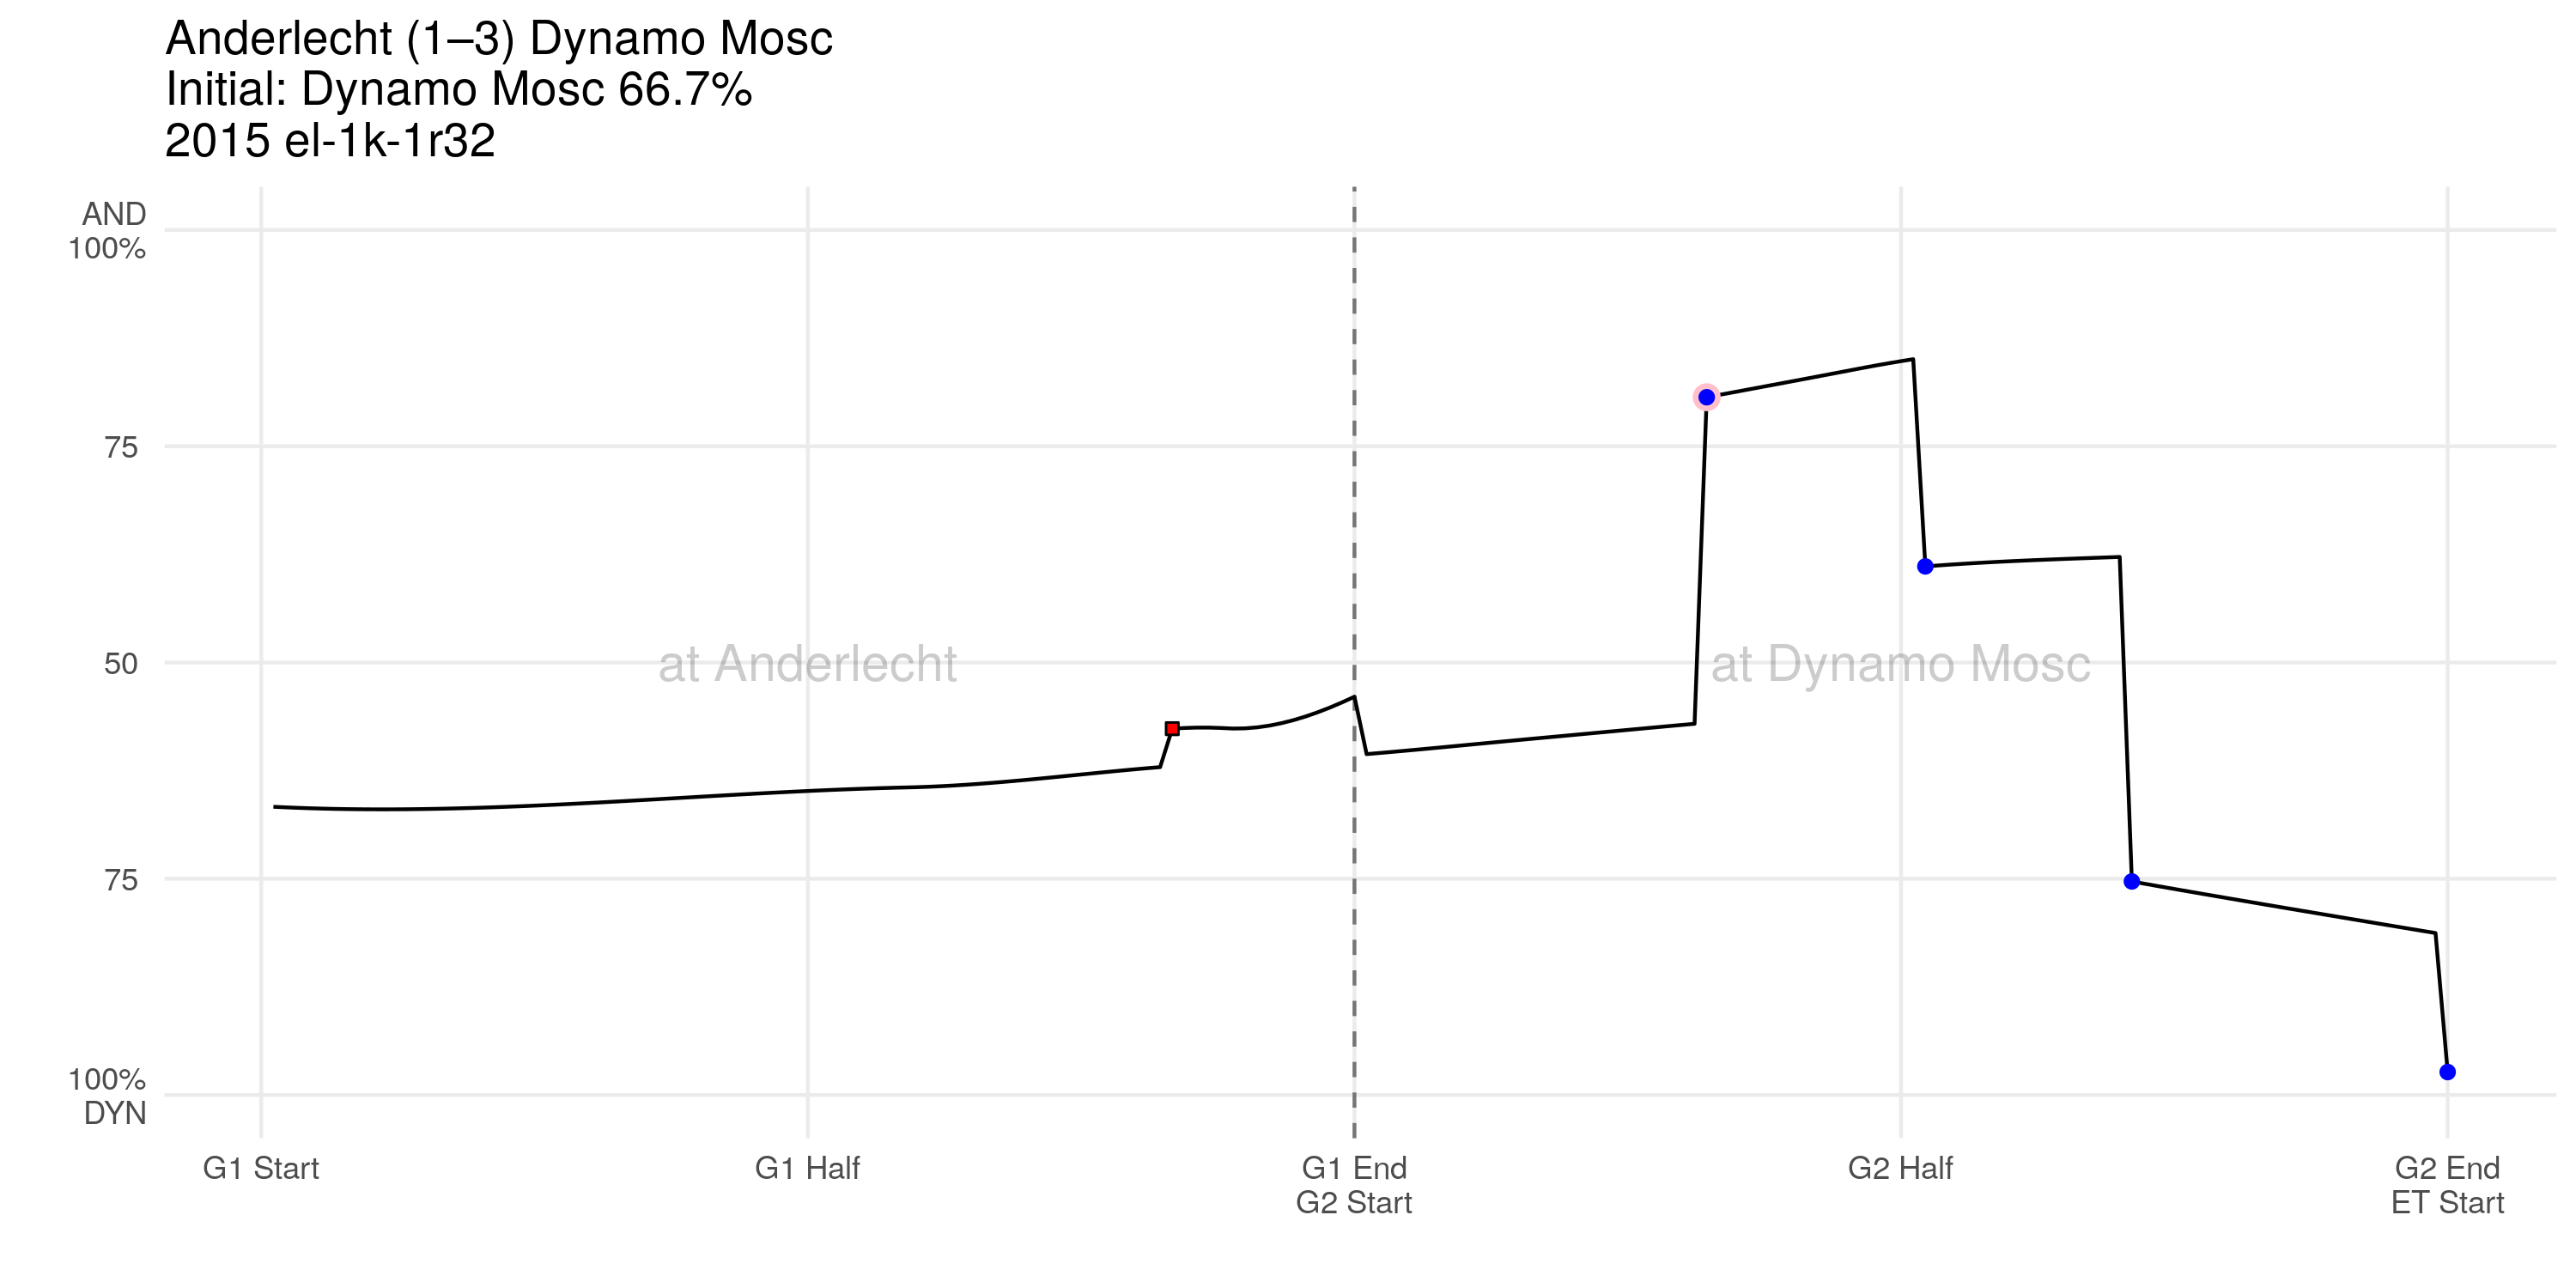 Anderlecht (1–3) Dynamo Mosc
Initial: Dynamo Mosc 66.7%
2015 el-1k-1r32
AND
100%
75
50
75
100%
DYN
at Anderlecht
at Dynamo Mosc
G1 Start
G1 Half
G1 End
G2 Start
G2 Half
G2 End
ET Start